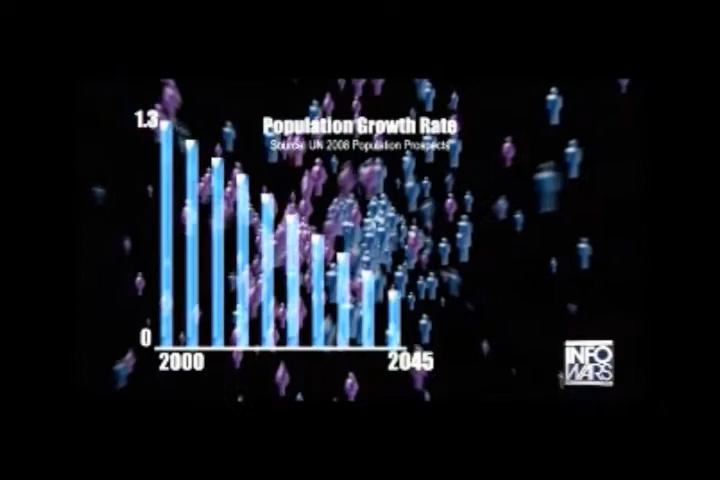 Population Growth Rate
Source: UN 2008 Population Prospects
1.3
0
2000
2045
INFO
WARS